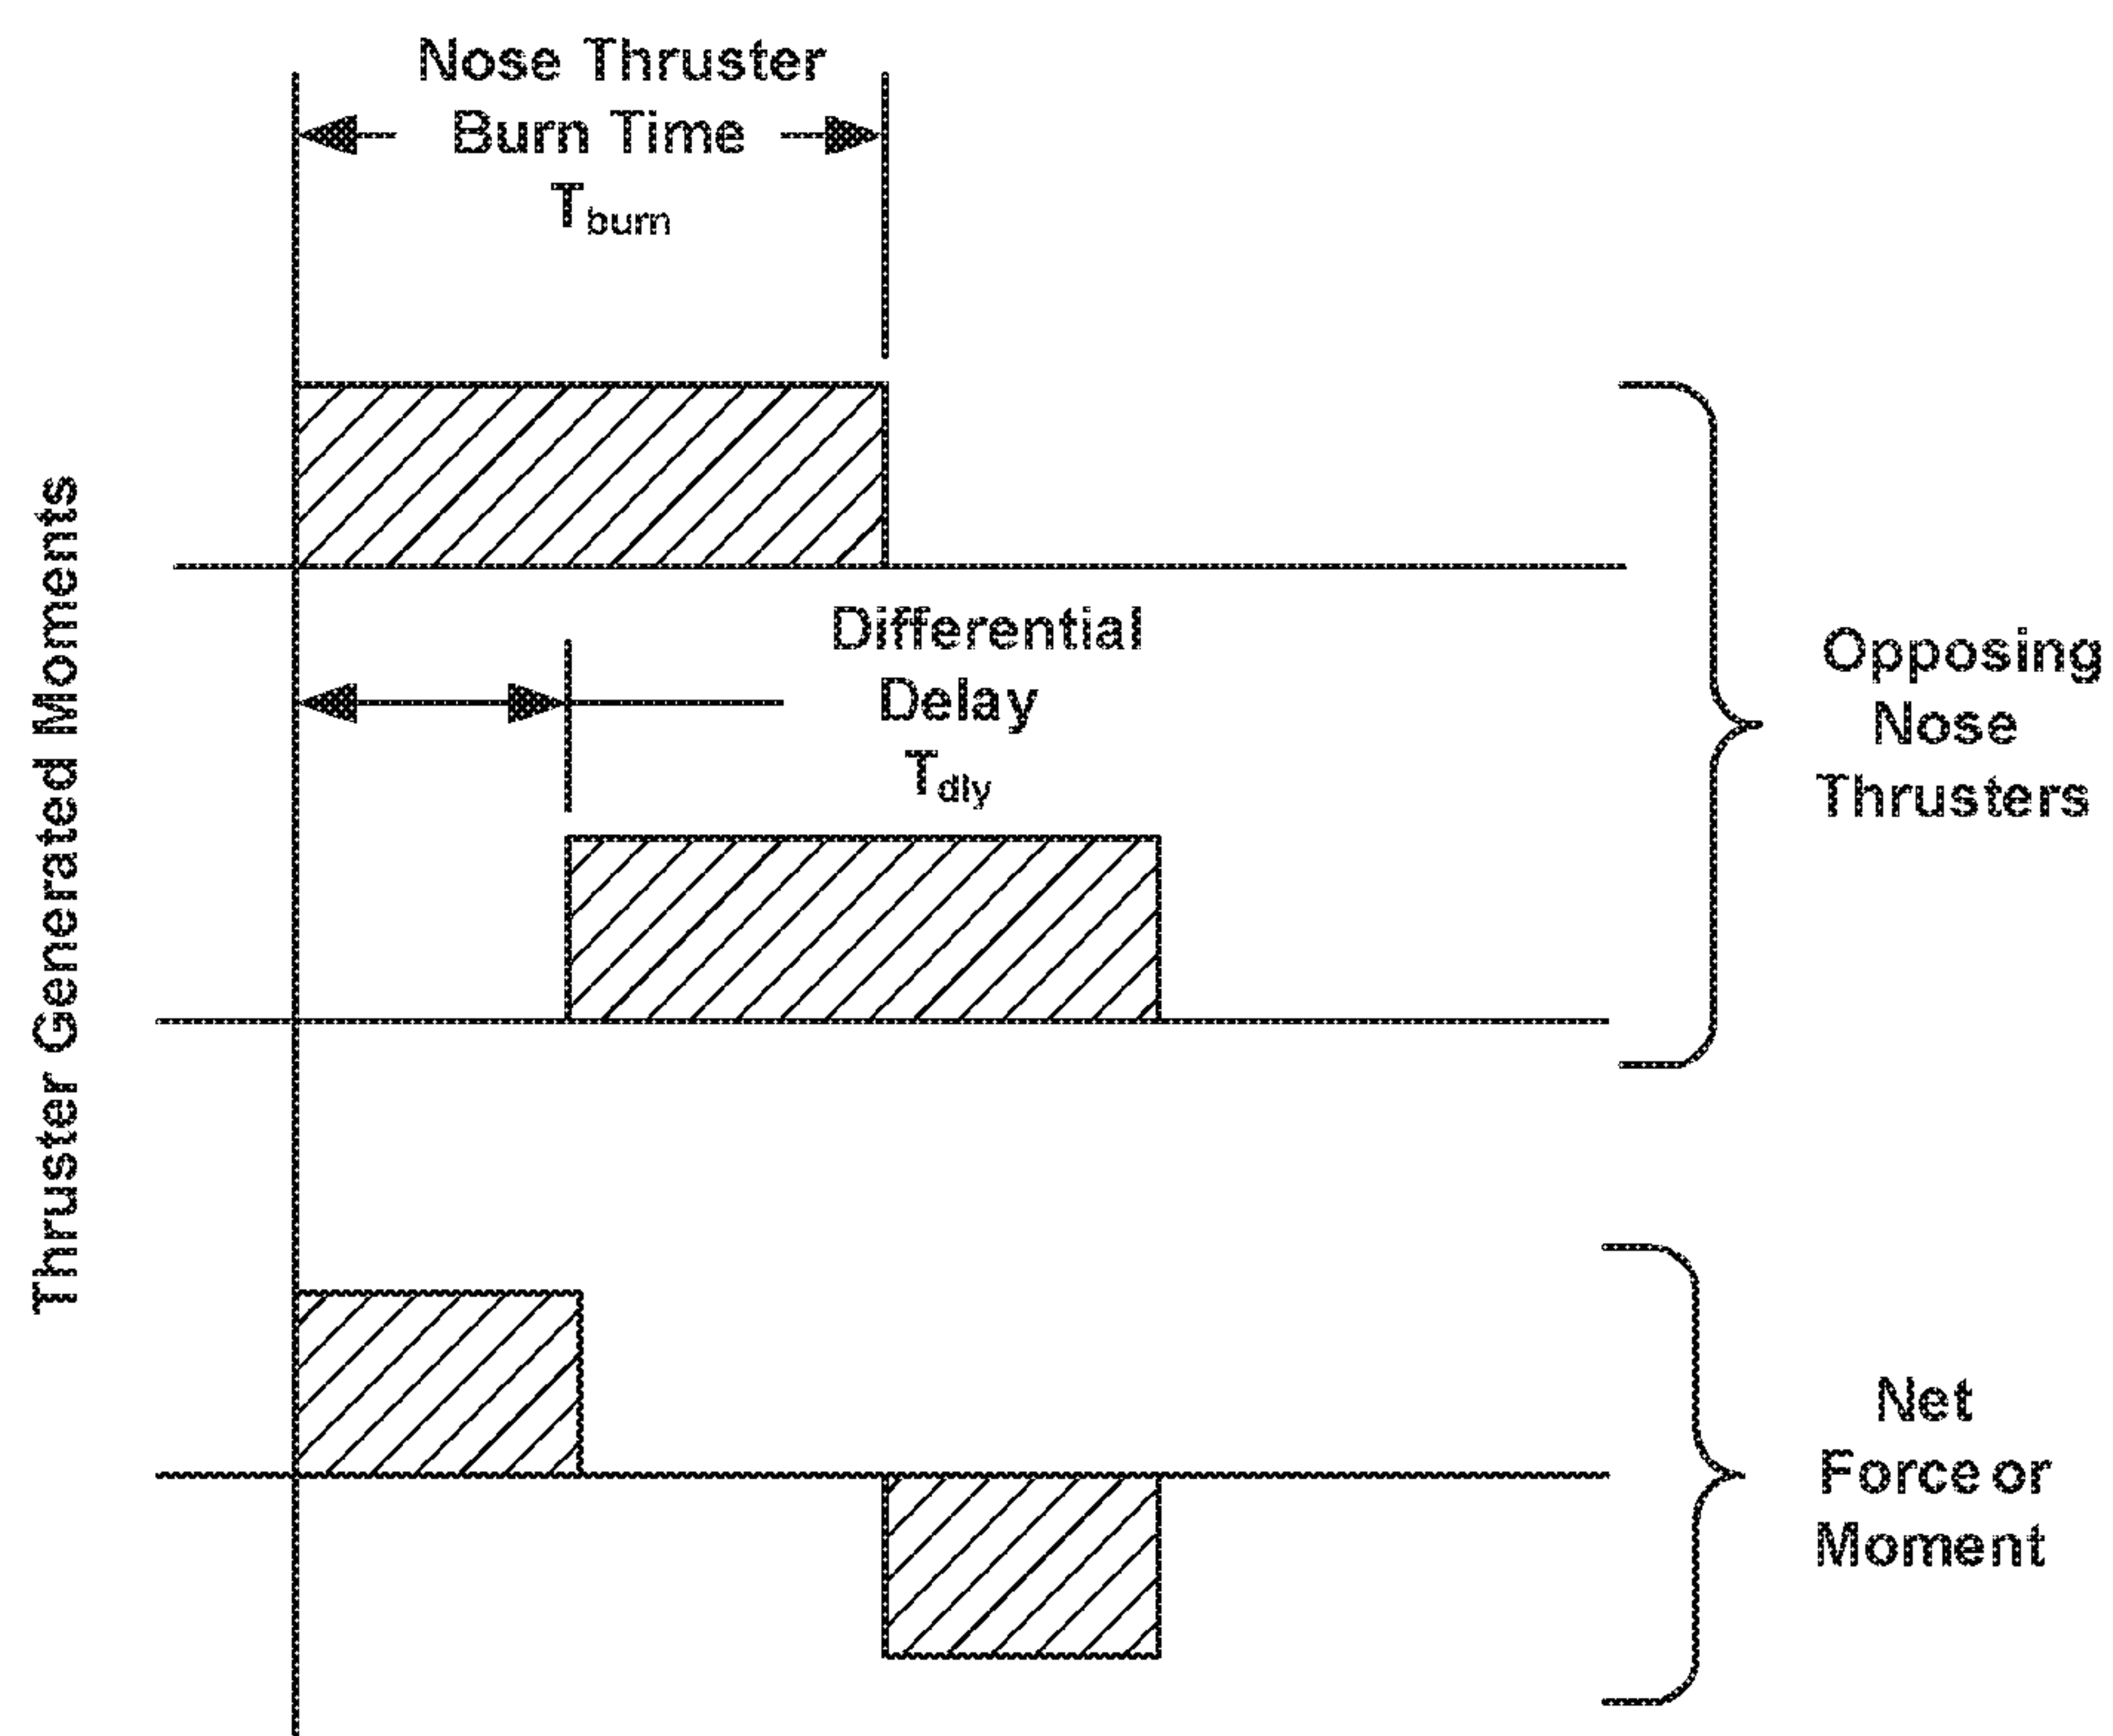 Nose Thruster
Burn Time
Tburn
Thruster Generated Moments
Differential
Delay
Tdly
Opposing
Nose
Thrusters
Net
Force or
Moment